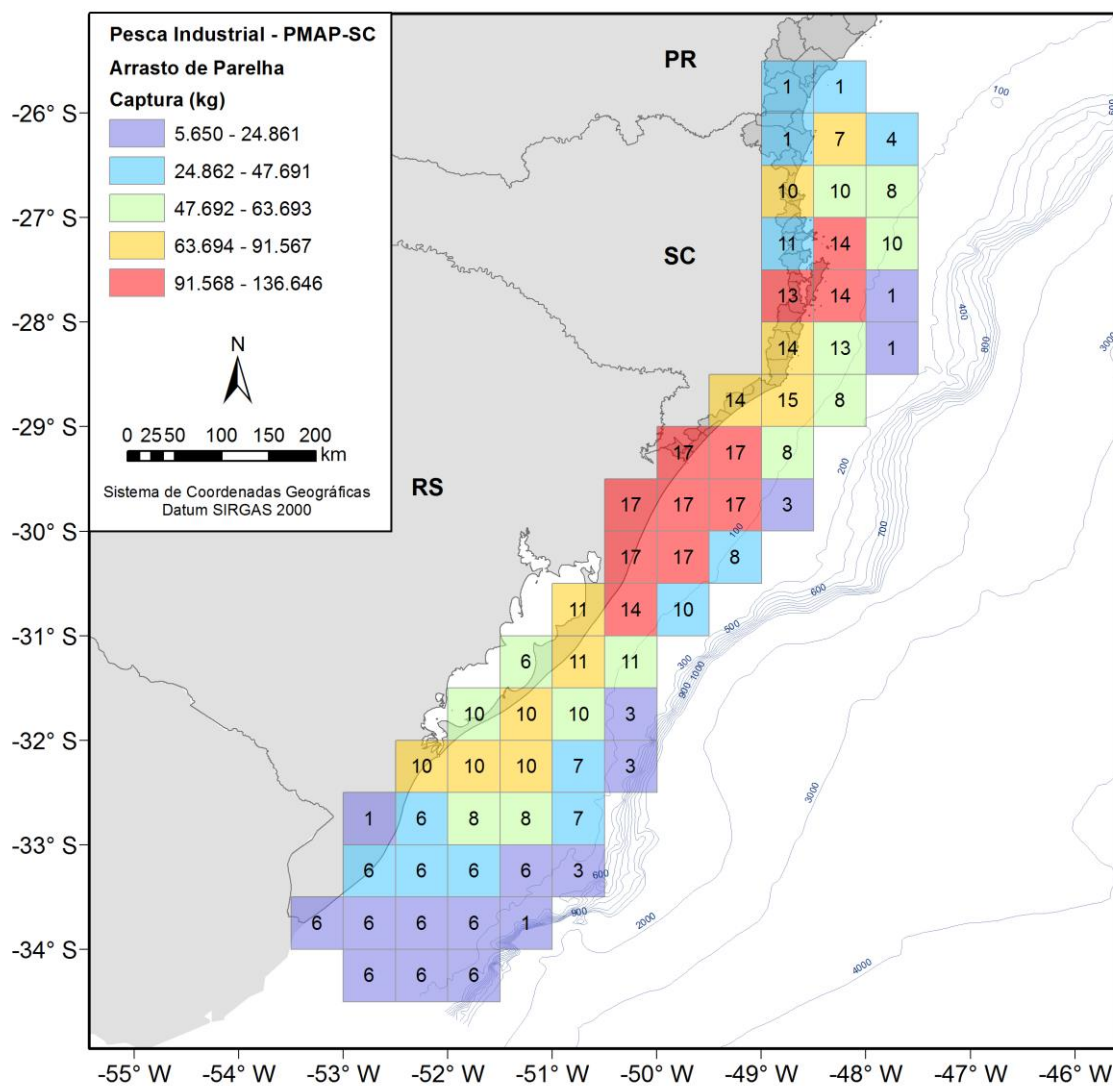 Pesca Industrial - PMAP-SC
Arrasto de Parelha
Captura (kg)
5.650 - 24.861
24.862 - 47.691
47.692 - 63.693
63.694 - 91.567
91.568 - 136.646
N
0 25 50 100 150 200
km
Sistema de Coordenadas Geográficas
Datum SIRGAS 2000
PR
SC
RS
-26° S
-27° S
-28° S
-29° S
-30° S
-31° S
-32° S
-33° S
-34° S
1 1
1 7 4
10 10 8
11 14 10
13 14 1
14 13 1
14 15 8
17 17 8
17 17 17 3
17 17 8
11 14 10
6 11 11
10 10 10 3
10 10 10 7 3
1 6 8 8 7
6 6 6 6 3
6 6 6 6 1
6 6 6
100
600
400
800
3000
200
700
100
600
500
300
1000
900
3000
600
900
2000
4000
-55° W -54° W -53° W -52° W -51° W -50° W -49° W -48° W -47° W -46° W